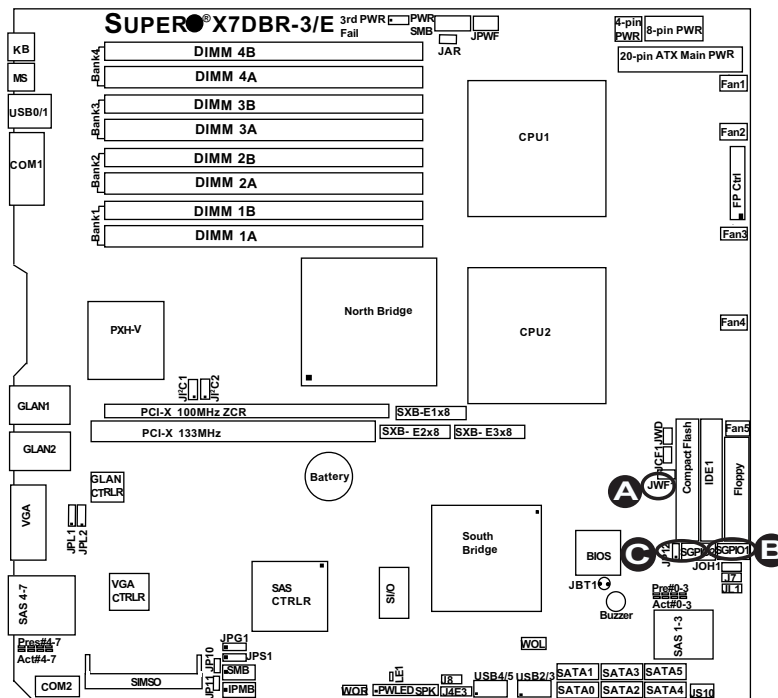 SUPER® X7DBR-3/E
3rd PWR Fail
PWR SMB
JPWF
JAR
4-pin PWR
8-pin PWR
20-pin ATX Main PWR
KB
MS
USB0/1
COM1
Bank4
DIMM 4B
DIMM 4A
Bank3
DIMM 3B
DIMM 3A
Bank2
DIMM 2B
DIMM 2A
Bank1
DIMM 1B
DIMM 1A
CPU1
Fan1
Fan2
FP Ctrl
Fan3
North Bridge
CPU2
Fan4
PXH-V
JI²C1
JI²C2
GLAN1
GLAN2
PCI-X 100MHz ZCR
PCI-X 133MHz
SXB-E1x8
SXB- E2x8
SXB- E3x8
JWD
JCF1
JWF
A
Compact Flash
IDE1
Fan5
Floppy
GLAN CTRLR
Battery
VGA
JPL1
JPL2
South Bridge
BIOS
C
JP12
SGPIO2
SGPIO1
B
JOH1
J7
JL1
JBT1
Buzzer
Pre#0-3
Act#0-3
SAS 1-3
VGA CTRLR
SAS CTRLR
SI/O
SAS 4-7
Pres#4-7
Act#4-7
JPG1
JPS1
JP10
JP11
SMB
IPMB
COM2
SIMSO
WOL
LE1
WOR
PWLED
SPK
J8
J4E3
USB4/5
USB2/3
SATA1
SATA3
SATA5
SATA0
SATA2
SATA4
JS10